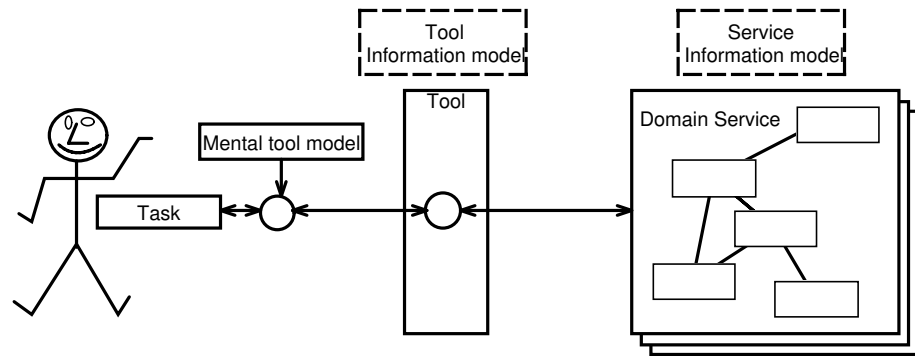 Tool
Information model
Service
Information model
Tool
Domain Service
Mental tool model
Task